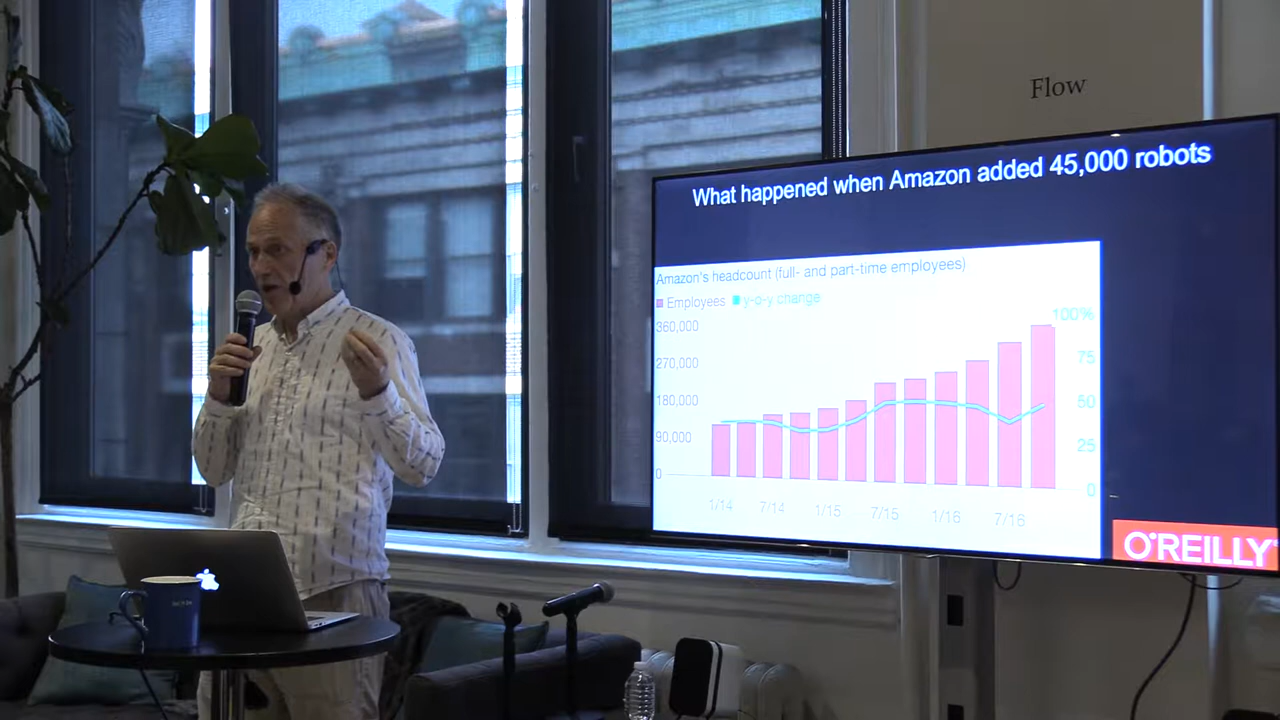 Flow
What happened when Amazon added 45,000 robots
Amazon's headcount (full- and part-time employees)
Employees y-o-y change
360,000
270,000
180,000
90,000
0
100%
75
50
25
0
1/14 7/14 1/15 7/15 1/16 7/16
O'REILLY